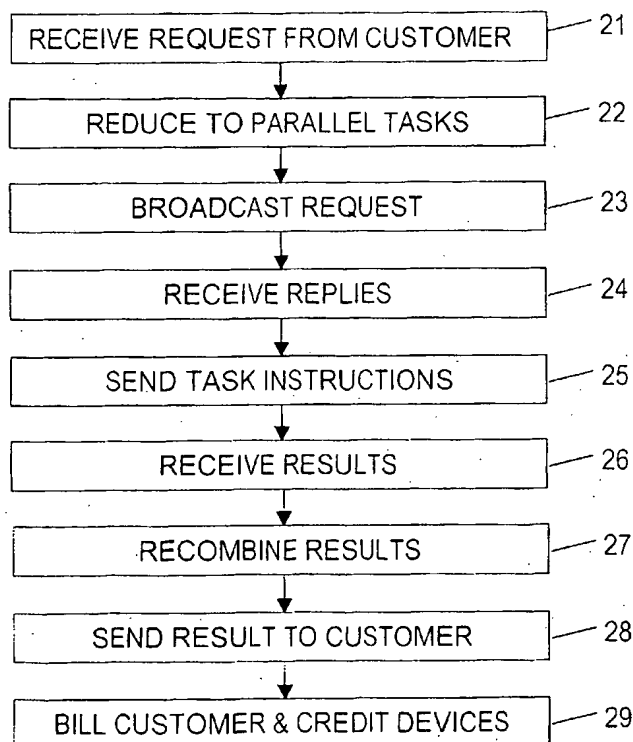 RECEIVE REQUEST FROM CUSTOMER 21
REDUCE TO PARALLEL TASKS 22
BROADCAST REQUEST 23
RECEIVE REPLIES 24
SEND TASK INSTRUCTIONS 25
RECEIVE RESULTS 26
RECOMBINE RESULTS 27
SEND RESULT TO CUSTOMER 28
BILL CUSTOMER & CREDIT DEVICES 29